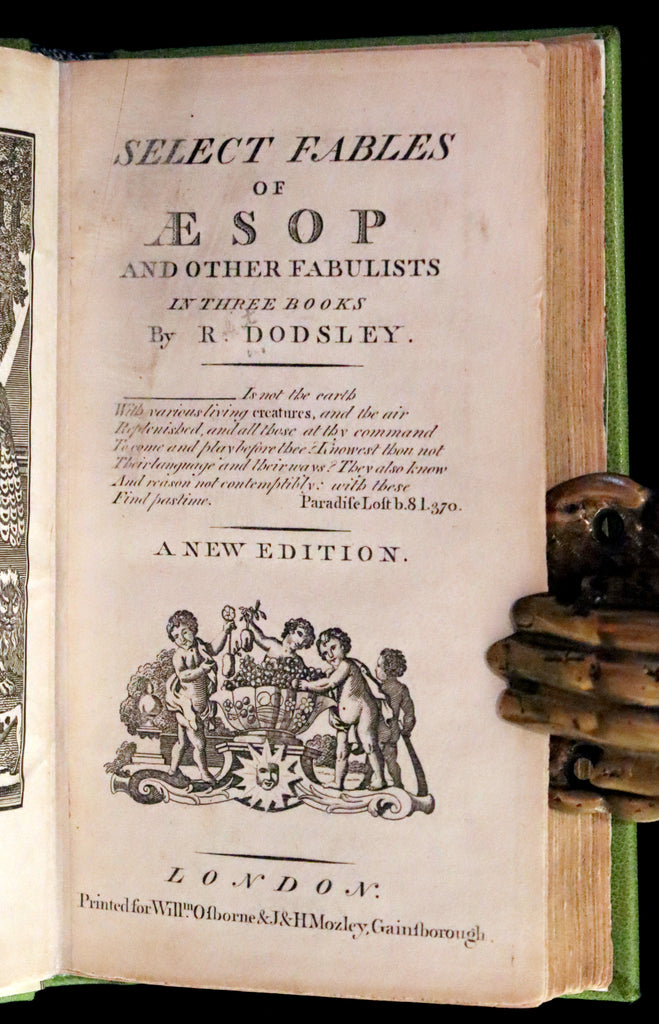 SELECT FABLES
OF
ÆSOP
AND OTHER FABULISTS
IN THREE BOOKS
By R. DODSLEY.
Is not the earth
With various living creatures, and the air
Replenished, and all these at thy command
To come and play before thee? Knowest thou not
Their language and their ways? They also know
And reason not contemptibly: with these
Find pastime. Paradiſe Loſt b.8 l.370.
A NEW EDITION.
LONDON:
Printed for Willᵐ. Oſborne & J. & H Mozley, Gainſborough.